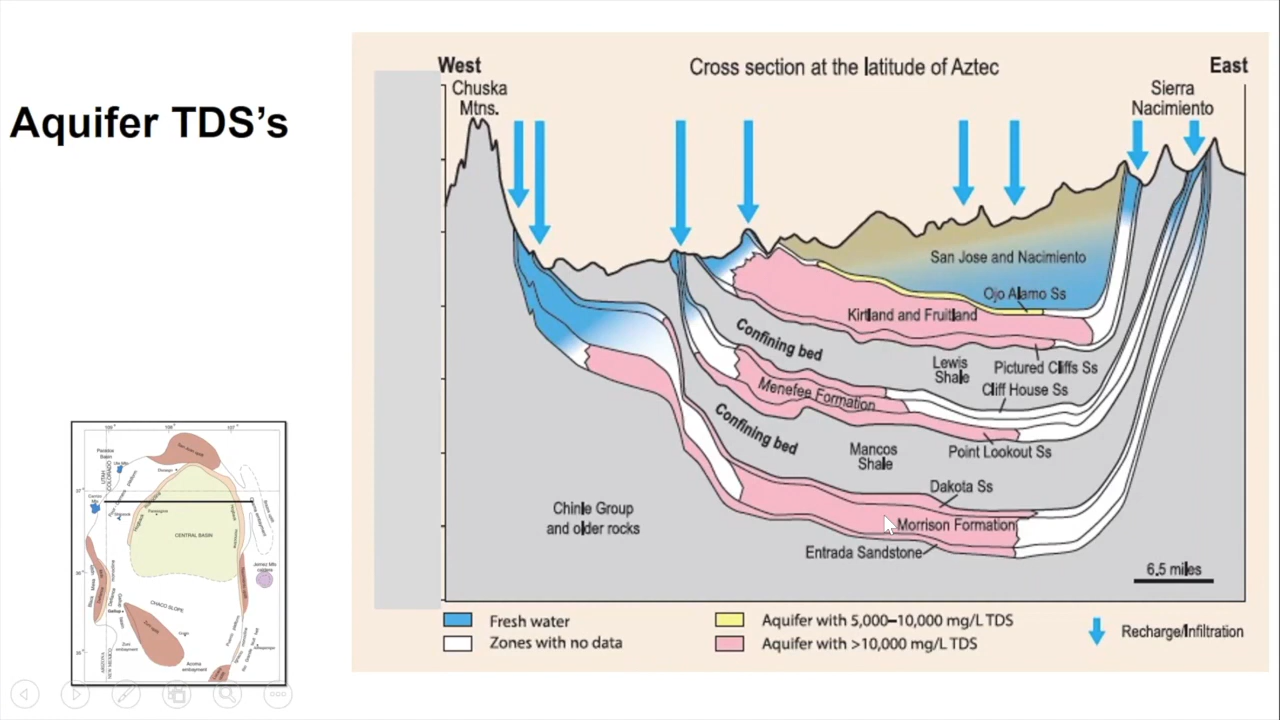 Aquifer TDS's
West
Cross section at the latitude of Aztec
East
Chuska
Mtns.
Sierra
Nacimiento
San Jose and Nacimiento
Ojo Alamo Ss
Kirtland and Fruitland
Confining bed
Lewis
Shale
Pictured Cliffs Ss
Cliff House Ss
Menefee Formation
Confining bed
Mancos
Shale
Point Lookout Ss
Dakota Ss
Chinle Group
and older rocks
Morrison Formation
Entrada Sandstone
6.5 miles
Fresh water
Zones with no data
Aquifer with 5,000–10,000 mg/L TDS
Aquifer with >10,000 mg/L TDS
Recharge/Infiltration
CENTRAL BASIN
CHACO SLOPE